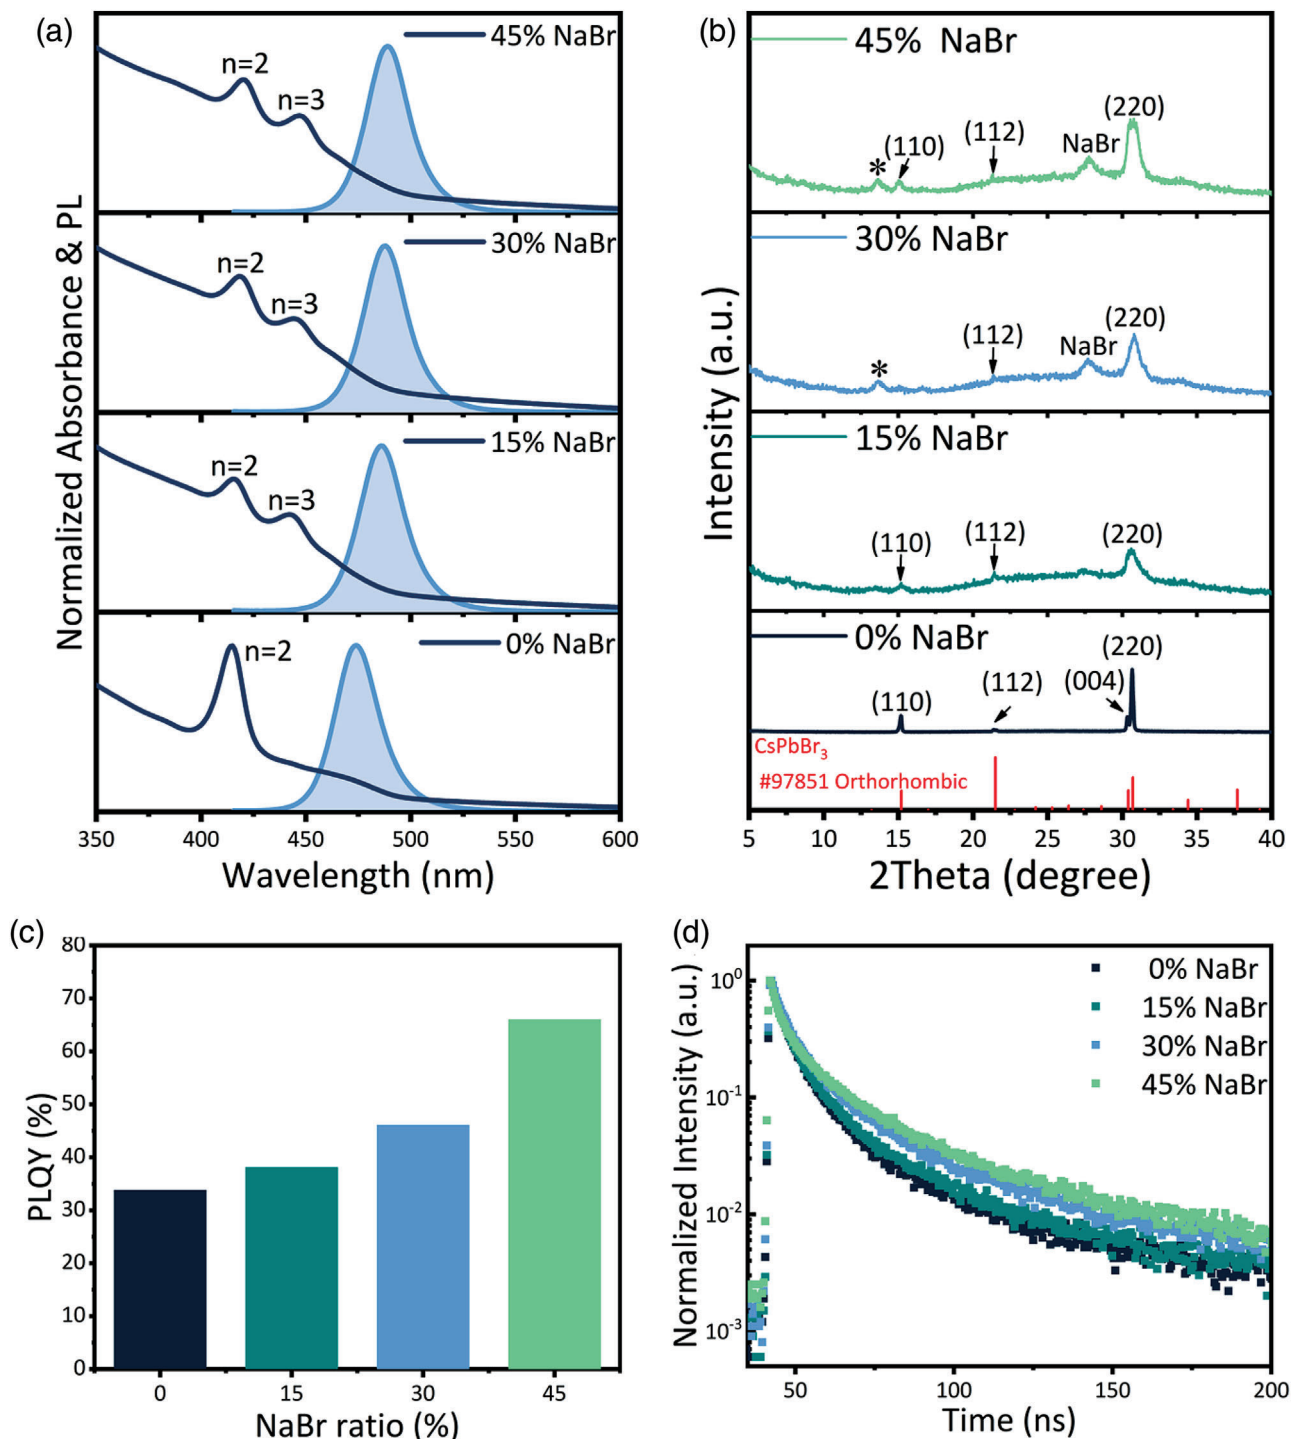 (a)
Normalized Absorbance & PL
45% NaBr
n=2
n=3
30% NaBr
n=2
n=3
15% NaBr
n=2
n=3
0% NaBr
n=2
350 400 450 500 550 600
Wavelength (nm)
(b)
Intensity (a.u.)
45% NaBr
* (110) (112) NaBr (220)
30% NaBr
* (112) NaBr (220)
15% NaBr
(110) (112) (220)
0% NaBr
(110) (112) (004) (220)
CsPbBr₃
#97851 Orthorhombic
5 10 15 20 25 30 35 40
2Theta (degree)
(c)
PLQY (%)
80
70
60
50
40
30
20
10
0
0 15 30 45
NaBr ratio (%)
(d)
Normalized Intensity (a.u.)
10⁰
10⁻¹
10⁻²
10⁻³
0% NaBr
15% NaBr
30% NaBr
45% NaBr
50 100 150 200
Time (ns)